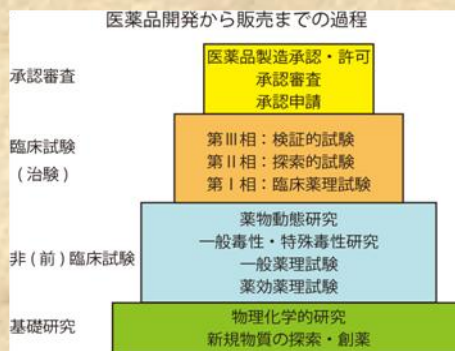 医薬品開発から販売までの過程
承認審査
医薬品製造承認・許可
承認審査
承認申請
臨床試験
(治験)
第Ⅲ相：検証的試験
第Ⅱ相：探索的試験
第Ⅰ相：臨床薬理試験
非(前)臨床試験
薬物動態研究
一般毒性・特殊毒性研究
一般薬理試験
薬効薬理試験
基礎研究
物理化学的研究
新規物質の探索・創薬